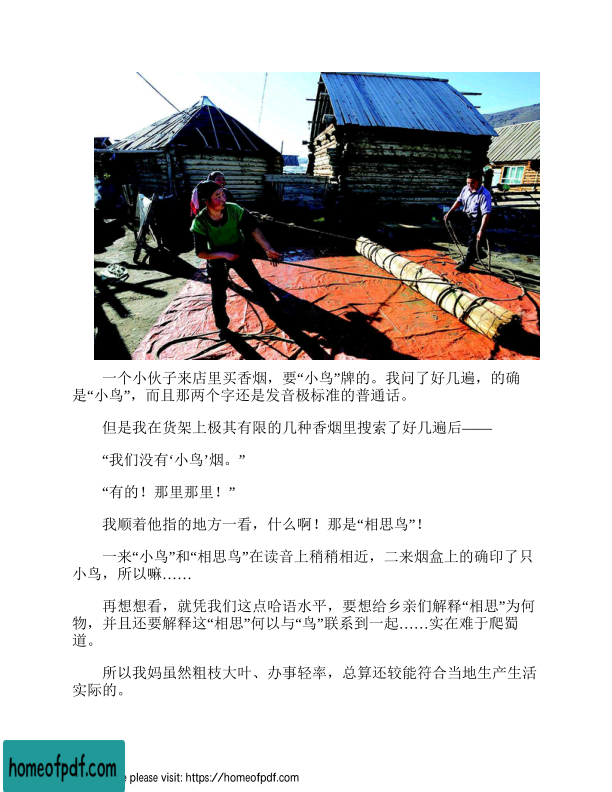 一个小伙子来店里买香烟，要“小鸟”牌的。我问了好几遍，的确
是“小鸟”，而且那两个字还是发音极标准的普通话。
但是我在货架上极其有限的几种香烟里搜索了好几遍后——
“我们没有‘小鸟’烟。”
“有的！那里那里！”
我顺着他指的地方一看，什么啊！那是“相思鸟”！
一来“小鸟”和“相思鸟”在读音上稍稍相近，二来烟盒上的确印了只
小鸟，所以嘛……
再想想看，就凭我们这点哈语水平，要想给乡亲们解释“相思”为何
物，并且还要解释这“相思”何以与“鸟”联系到一起……实在难于爬蜀
道。
所以我妈虽然粗枝大叶、办事轻率，总算还较能符合当地生产生活
实际的。
homeofpdf.com
e please visit: https://homeofpdf.com